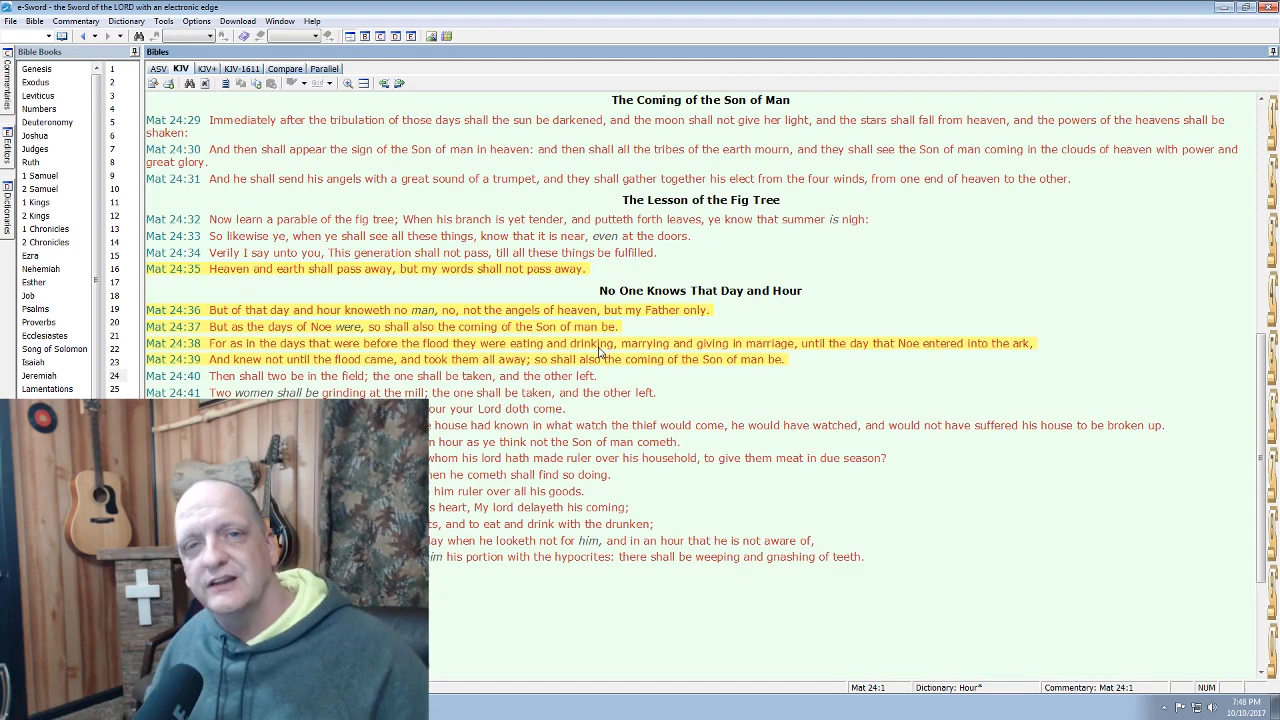 e-Sword - the Sword of the LORD with an electronic edge
File Bible Commentary Dictionary Tools Options Download Window Help
B C D E
Bible Books
Bibles
ASV KJV KJV+ KJV-1611 Compare Parallel
Commentaries
Editors
Dictionaries
Genesis
Exodus
Leviticus
Numbers
Deuteronomy
Joshua
Judges
Ruth
1 Samuel
2 Samuel
1 Kings
2 Kings
1 Chronicles
2 Chronicles
Ezra
Nehemiah
Esther
Job
Psalms
Proverbs
Ecclesiastes
Song of Solomon
Isaiah
Jeremiah
Lamentations
1
2
3
4
5
6
7
8
9
10
11
12
13
14
15
16
17
18
19
20
21
22
23
24
25
The Coming of the Son of Man
Mat 24:29 Immediately after the tribulation of those days shall the sun be darkened, and the moon shall not give her light, and the stars shall fall from heaven, and the powers of the heavens shall be
shaken:
Mat 24:30 And then shall appear the sign of the Son of man in heaven: and then shall all the tribes of the earth mourn, and they shall see the Son of man coming in the clouds of heaven with power and
great glory.
Mat 24:31 And he shall send his angels with a great sound of a trumpet, and they shall gather together his elect from the four winds, from one end of heaven to the other.
The Lesson of the Fig Tree
Mat 24:32 Now learn a parable of the fig tree; When his branch is yet tender, and putteth forth leaves, ye know that summer is nigh:
Mat 24:33 So likewise ye, when ye shall see all these things, know that it is near, even at the doors.
Mat 24:34 Verily I say unto you, This generation shall not pass, till all these things be fulfilled.
Mat 24:35 Heaven and earth shall pass away, but my words shall not pass away.
No One Knows That Day and Hour
Mat 24:36 But of that day and hour knoweth no man, no, not the angels of heaven, but my Father only.
Mat 24:37 But as the days of Noe were, so shall also the coming of the Son of man be.
Mat 24:38 For as in the days that were before the flood they were eating and drinking, marrying and giving in marriage, until the day that Noe entered into the ark,
Mat 24:39 And knew not until the flood came, and took them all away; so shall also the coming of the Son of man be.
Mat 24:40 Then shall two be in the field; the one shall be taken, and the other left.
Mat 24:41 Two women shall be grinding at the mill; the one shall be taken, and the other left.
our your Lord doth come.
house had known in what watch the thief would come, he would have watched, and would not have suffered his house to be broken up.
hour as ye think not the Son of man cometh.
whom his lord hath made ruler over his household, to give them meat in due season?
he cometh shall find so doing.
him ruler over all his goods.
heart, My lord delayeth his coming;
and to eat and drink with the drunken;
when he looketh not for him, and in an hour that he is not aware of,
his portion with the hypocrites: there shall be weeping and gnashing of teeth.
Mat 24:1 Dictionary: Hour* Commentary: Mat 24:1 NUM
7:48 PM
10/10/2017